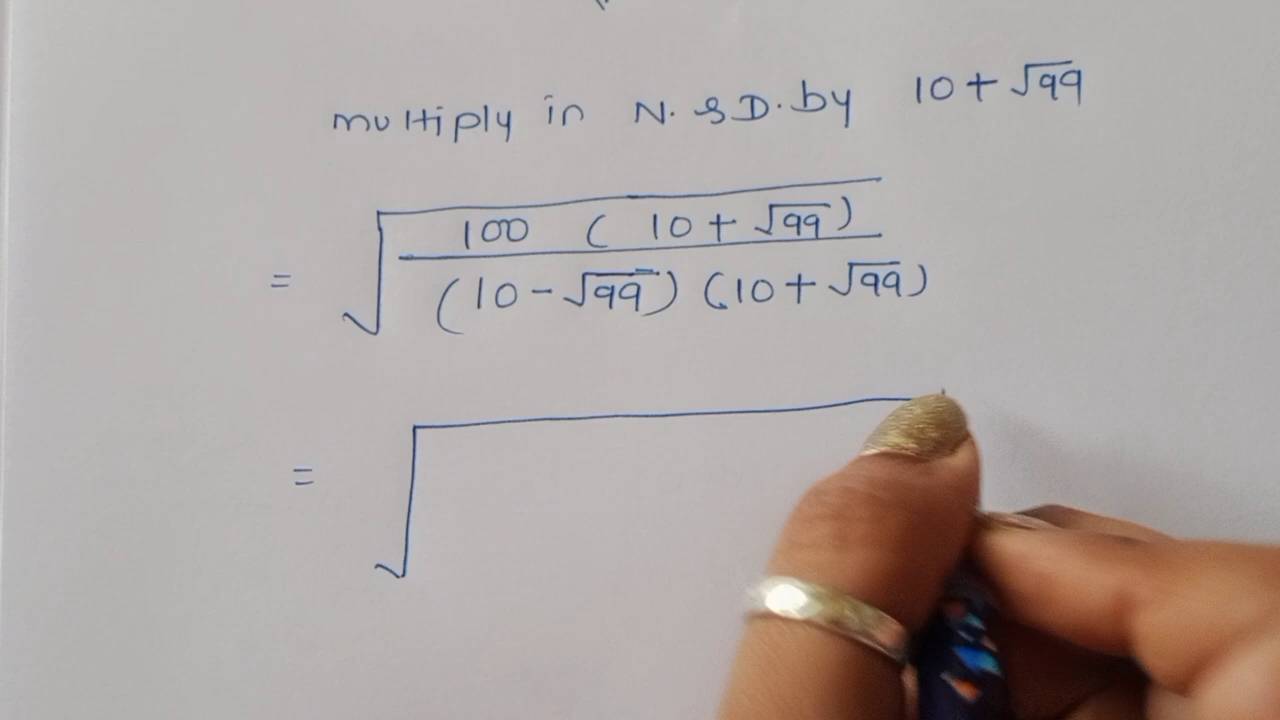 multiply in N. & D. by 10 + √99
= √(100 (10 + √99) / (10 - √99) (10 + √99))
= √